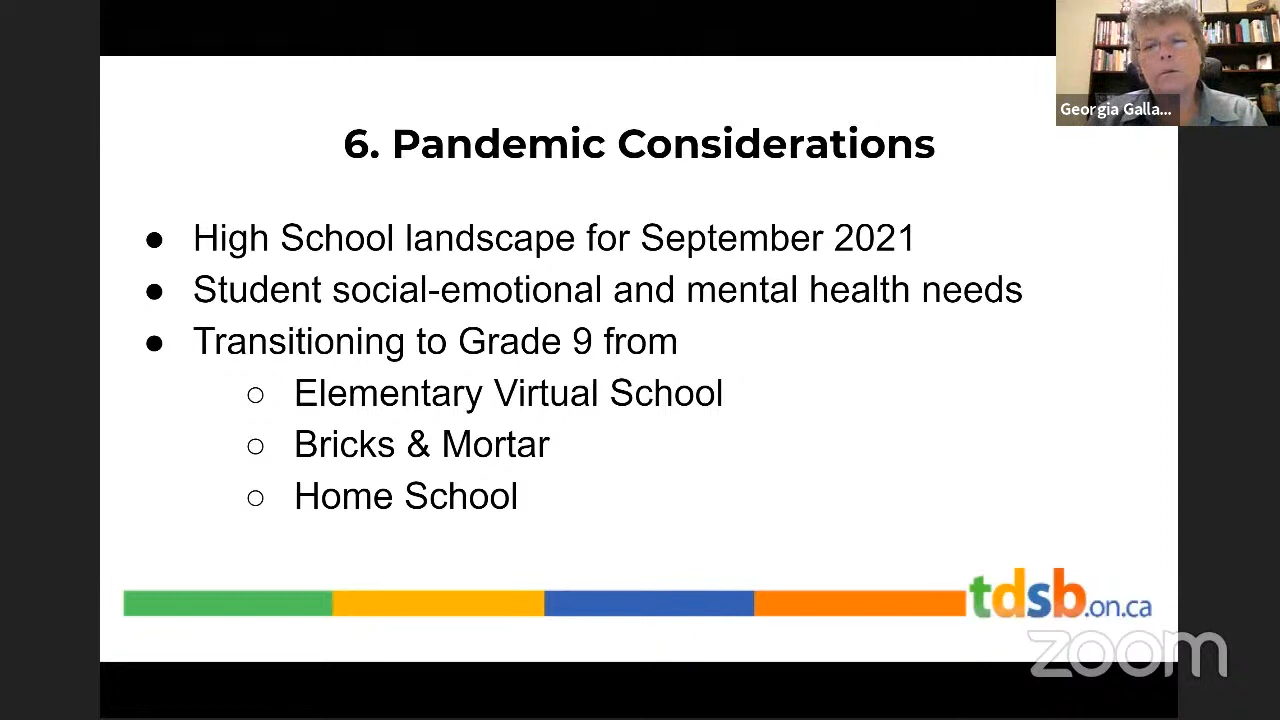 Georgia Galla...
6. Pandemic Considerations
● High School landscape for September 2021
● Student social-emotional and mental health needs
● Transitioning to Grade 9 from
○ Elementary Virtual School
○ Bricks & Mortar
○ Home School
tdsb.on.ca
zoom